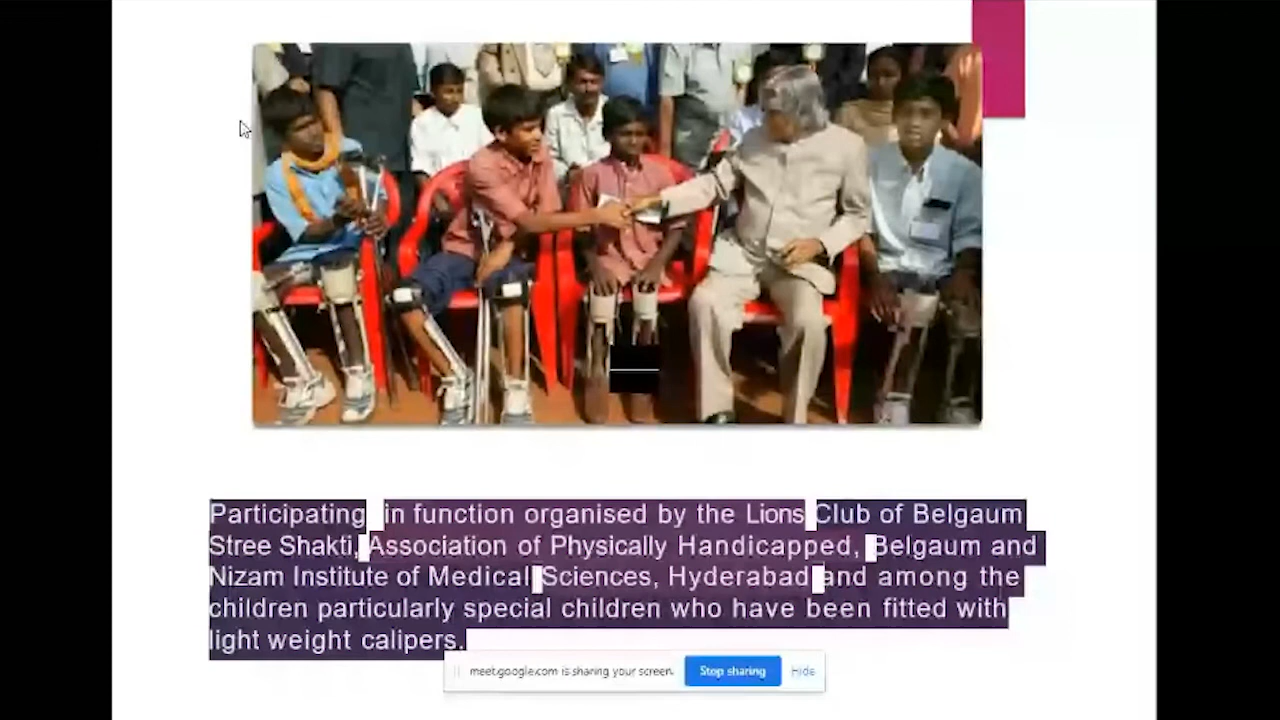 Participating in function organised by the Lions Club of Belgaum
Stree Shakti, Association of Physically Handicapped, Belgaum and
Nizam Institute of Medical Sciences, Hyderabad and among the
children particularly special children who have been fitted with
light weight calipers.
meet.google.com is sharing your screen. Stop sharing Hide